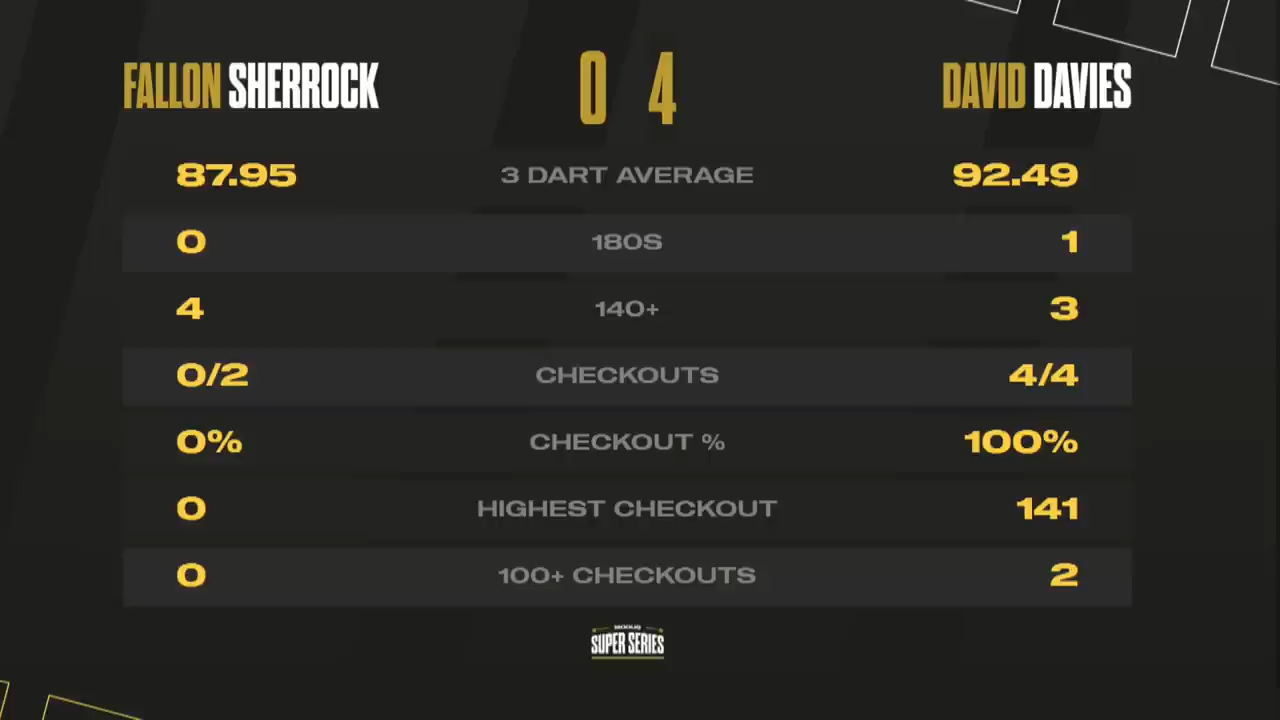 FALLON SHERROCK 0 4 DAVID DAVIES
87.95 3 DART AVERAGE 92.49
0 180S 1
4 140+ 3
0/2 CHECKOUTS 4/4
0% CHECKOUT % 100%
0 HIGHEST CHECKOUT 141
0 100+ CHECKOUTS 2
SUPER SERIES